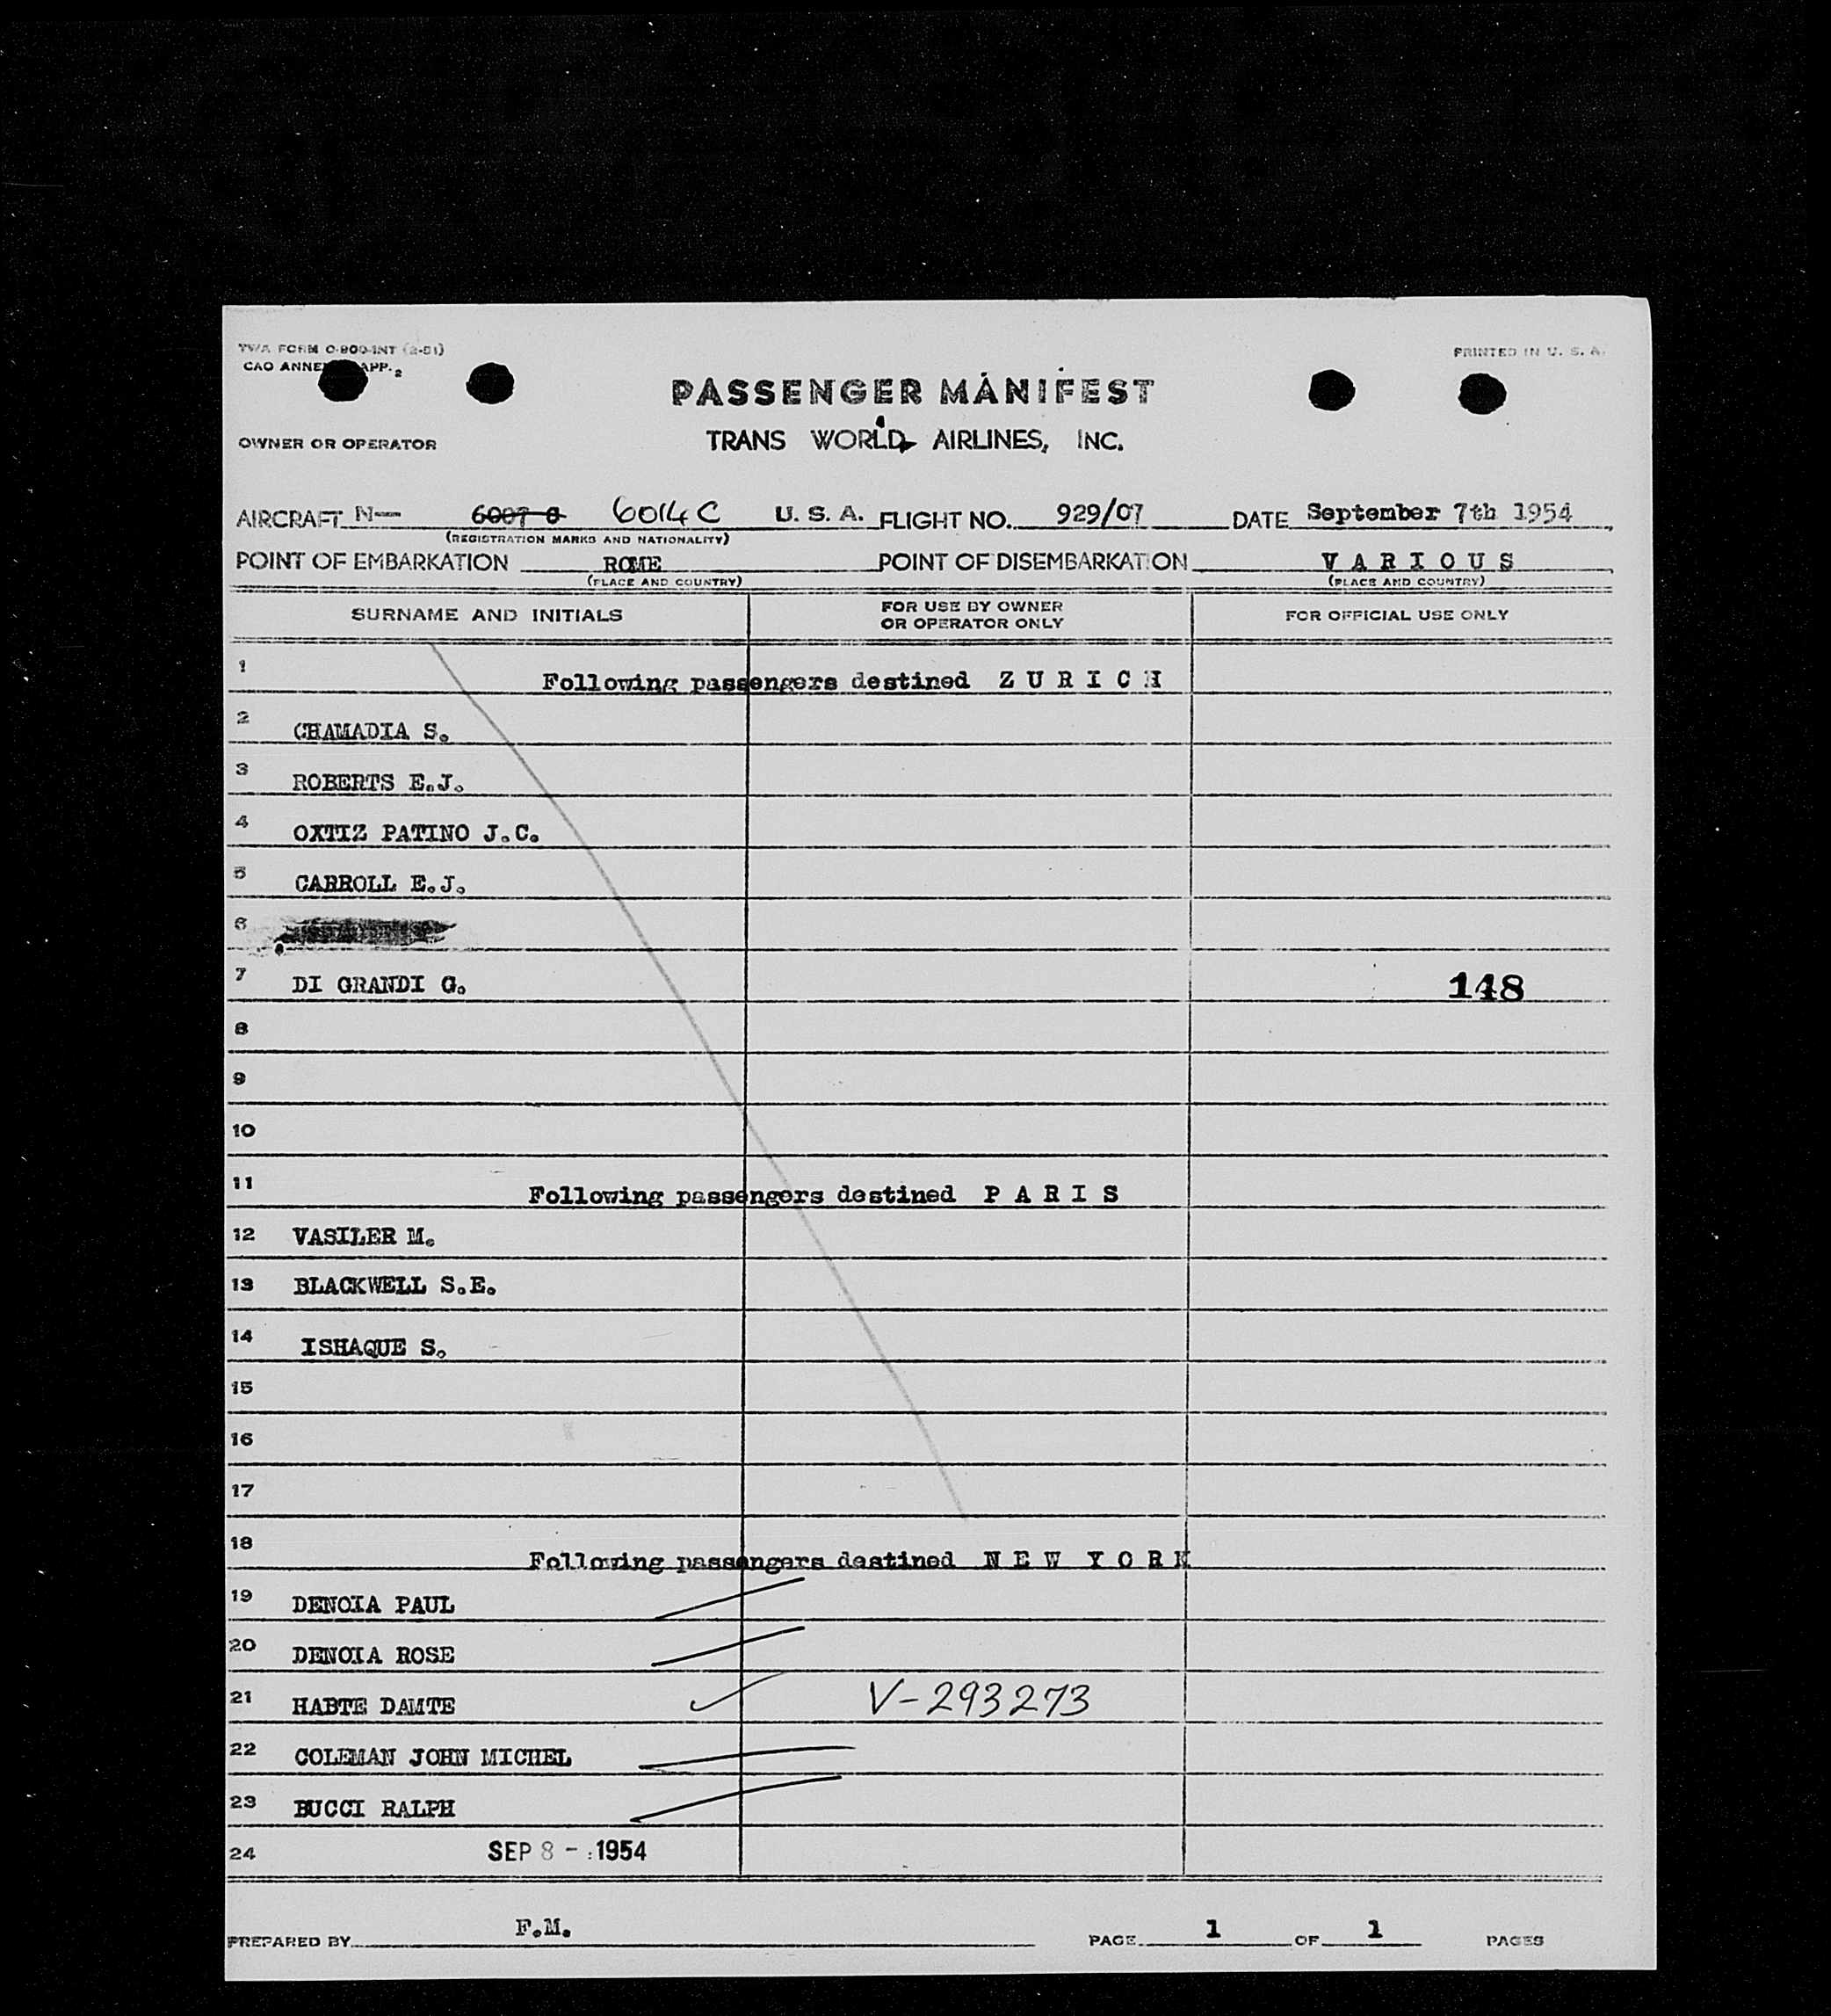 TWA FORM O-800-INT (2-51)
PRINTED IN U. S. A.
CAO ANNE APP. 2
PASSENGER MANIFEST
OWNER OR OPERATOR
TRANS WORLD AIRLINES, INC.
AIRCRAFT N— 6007 C 6014C U. S. A. FLIGHT NO. 929/07 DATE September 7th 1954
(REGISTRATION MARKS AND NATIONALITY)
POINT OF EMBARKATION ROME POINT OF DISEMBARKATION V A R I O U S
(PLACE AND COUNTRY) (PLACE AND COUNTRY)
SURNAME AND INITIALS
FOR USE BY OWNER
OR OPERATOR ONLY
FOR OFFICIAL USE ONLY
1 Following passengers destined Z U R I C H
2 CHAMADIA S.
3 ROBERTS E.J.
4 OXTIZ PATINO J.C.
5 CARROLL E.J.
6
7 DI GRANDI G. 148
8
9
10
11 Following passengers destined P A R I S
12 VASILER M.
13 BLACKWELL S.E.
14 ISHAQUE S.
15
16
17
18 Following passengers destined N E W Y O R K
19 DENOIA PAUL
20 DENOIA ROSE
21 HABTE DAMTE V-293273
22 COLEMAN JOHN MICHEL
23 BUCCI RALPH
24 SEP 8 - 1954
PREPARED BY F.M. PAGE 1 OF 1 PAGES